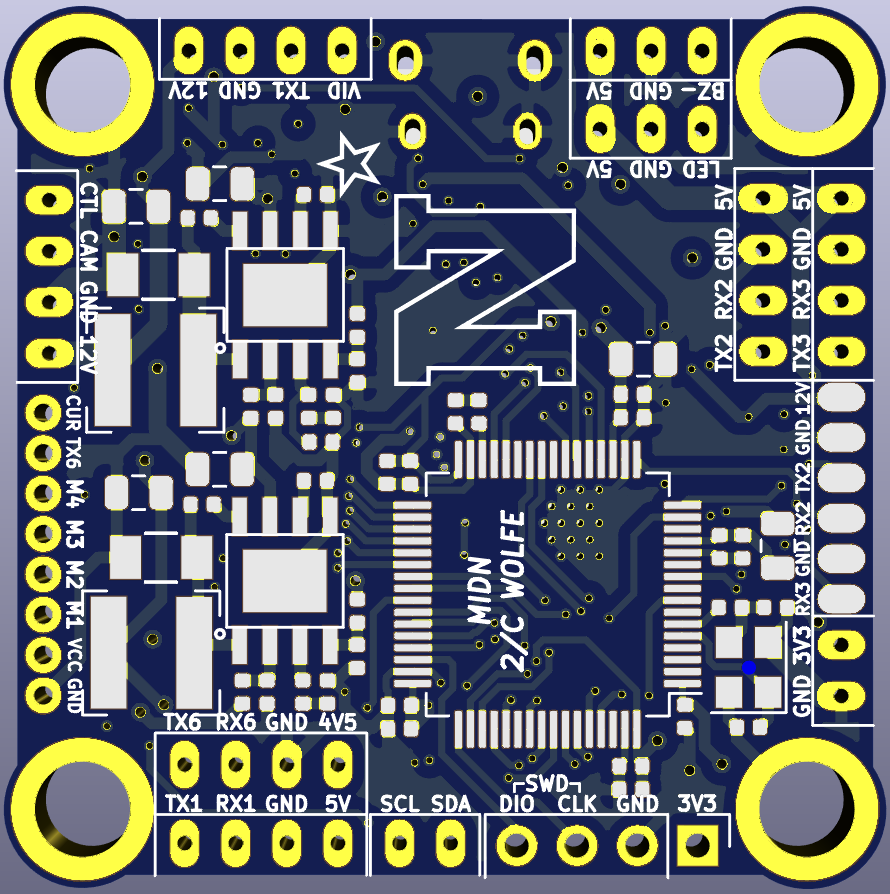 12V GND TX1 VID
5V GND BZ-
5V GND LED
CTL CAM GND 12V
5V GND RX2 TX2
5V GND RX3 TX3
N
CUR
TX6
M4
M3
M2
M1
VCC
GND
12V
GND
TX2
RX2
GND
RX3
MIDN
2/C WOLFE
3V3
GND
TX6 RX6 GND 4V5
TX1 RX1 GND 5V
SCL SDA
SWD
DIO CLK GND 3V3